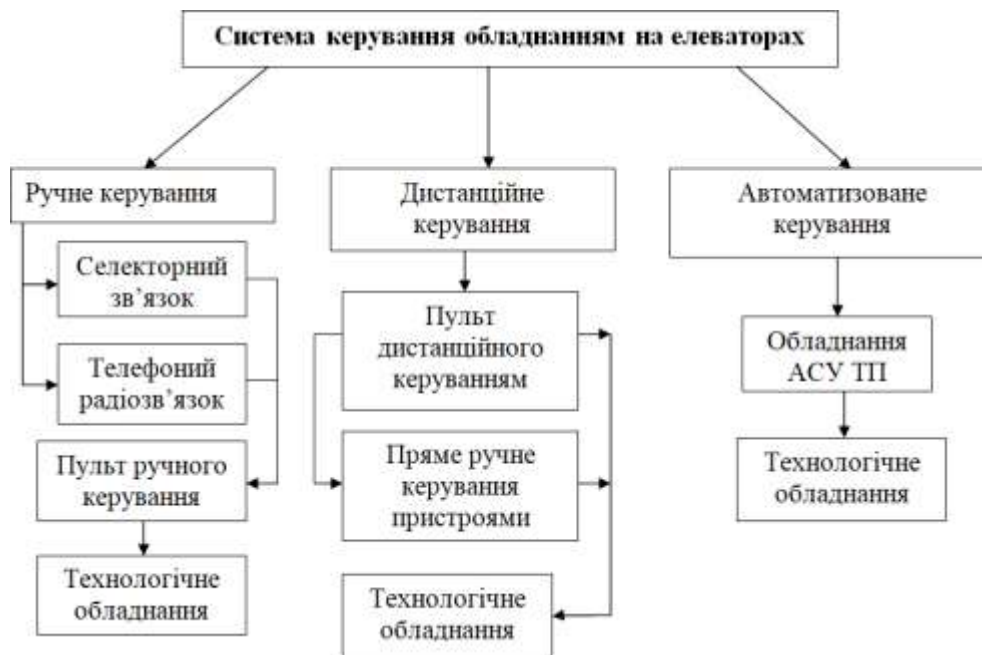 Система керування обладнанням на елеваторах
Ручне керування
Селекторний
зв’язок
Телефоний
радіозв’язок
Пульт ручного
керування
Технологічне
обладнання
Дистанційне
керування
Пульт
дистанційного
керуванням
Пряме ручне
керування
пристроями
Технологічне
обладнання
Автоматизоване
керування
Обладнання
АСУ ТП
Технологічне
обладнання